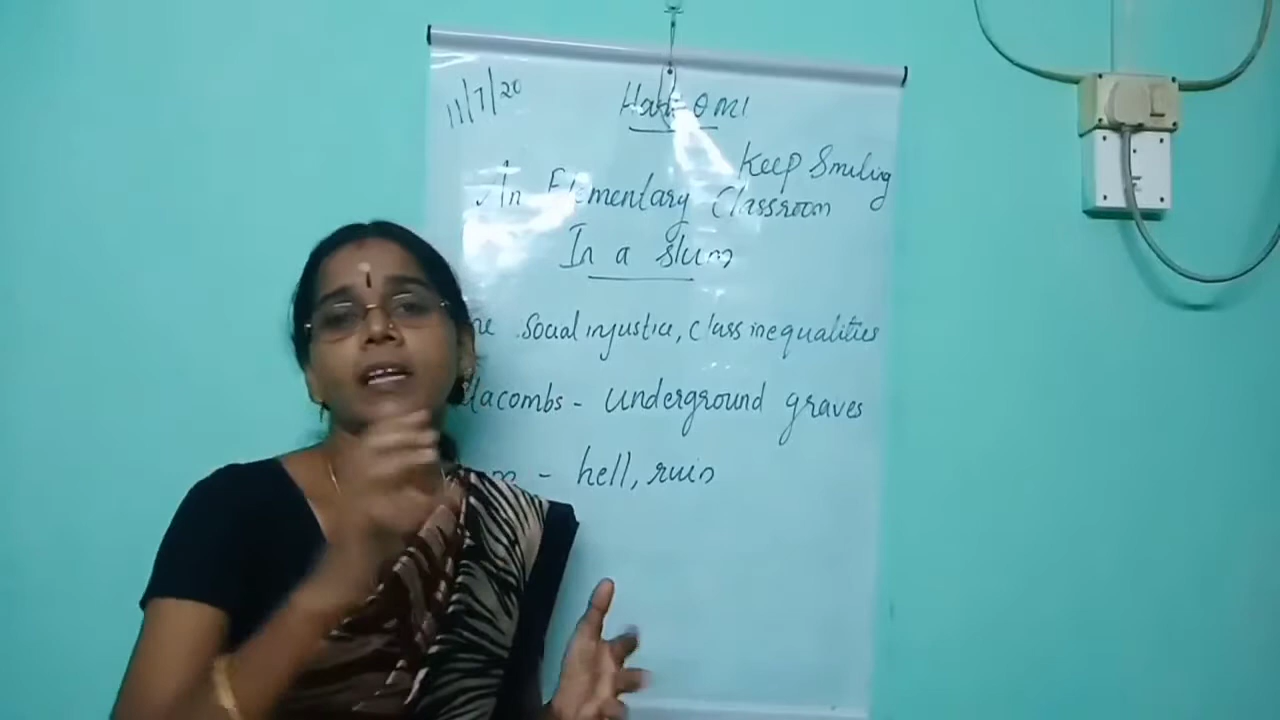 11/7/20
Hari OM!
Keep Smiling
An Elementary Classroom
In a slum
social injustice, class inequalities
tacombs - underground graves
- hell, ruin